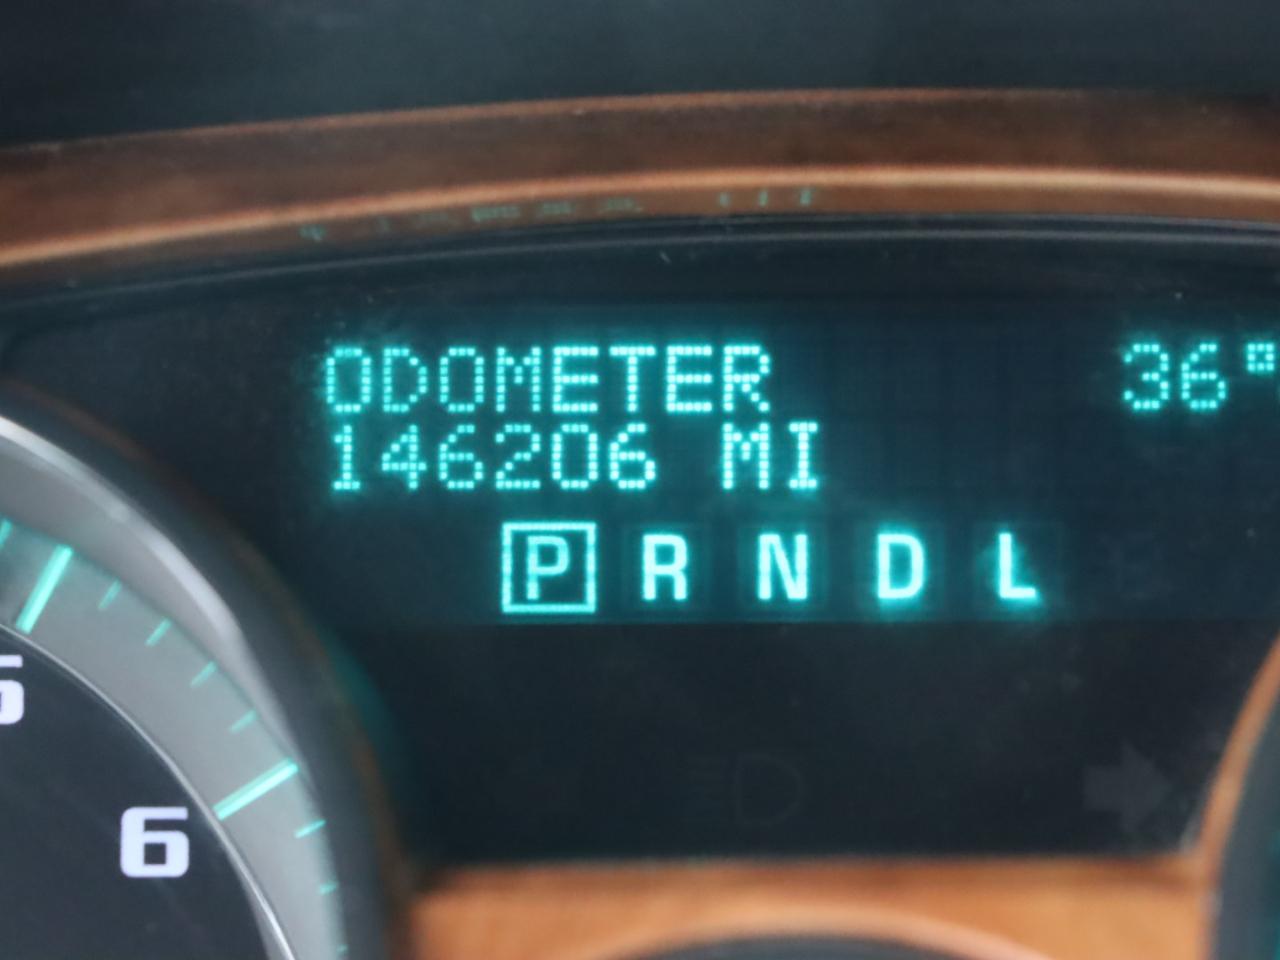 ODOMETER 36°
146206 MI
P R N D L
5
6